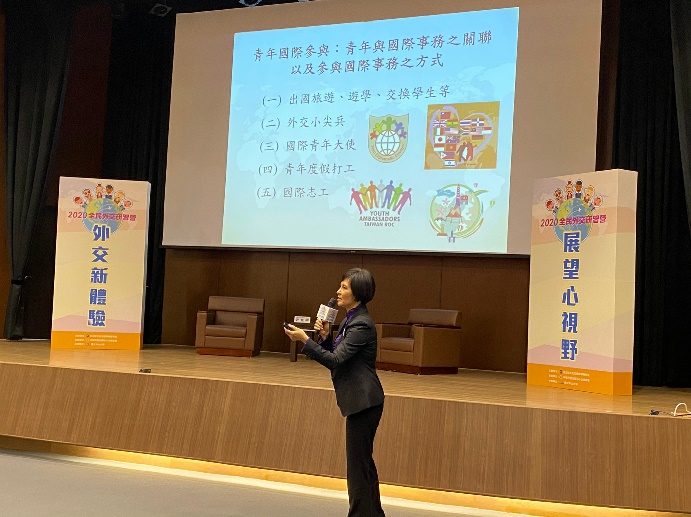 青年國際參與：青年與國際事務之關聯
以及參與國際事務之方式
(一) 出國旅遊、遊學、交換學生等
(二) 外交小尖兵
(三) 國際青年大使
(四) 青年度假打工
(五) 國際志工
YOUTH
AMBASSADORS
TAIWAN ROC
2020全民外交研習營
外交新體驗
2020全民外交研習營
展望心視野